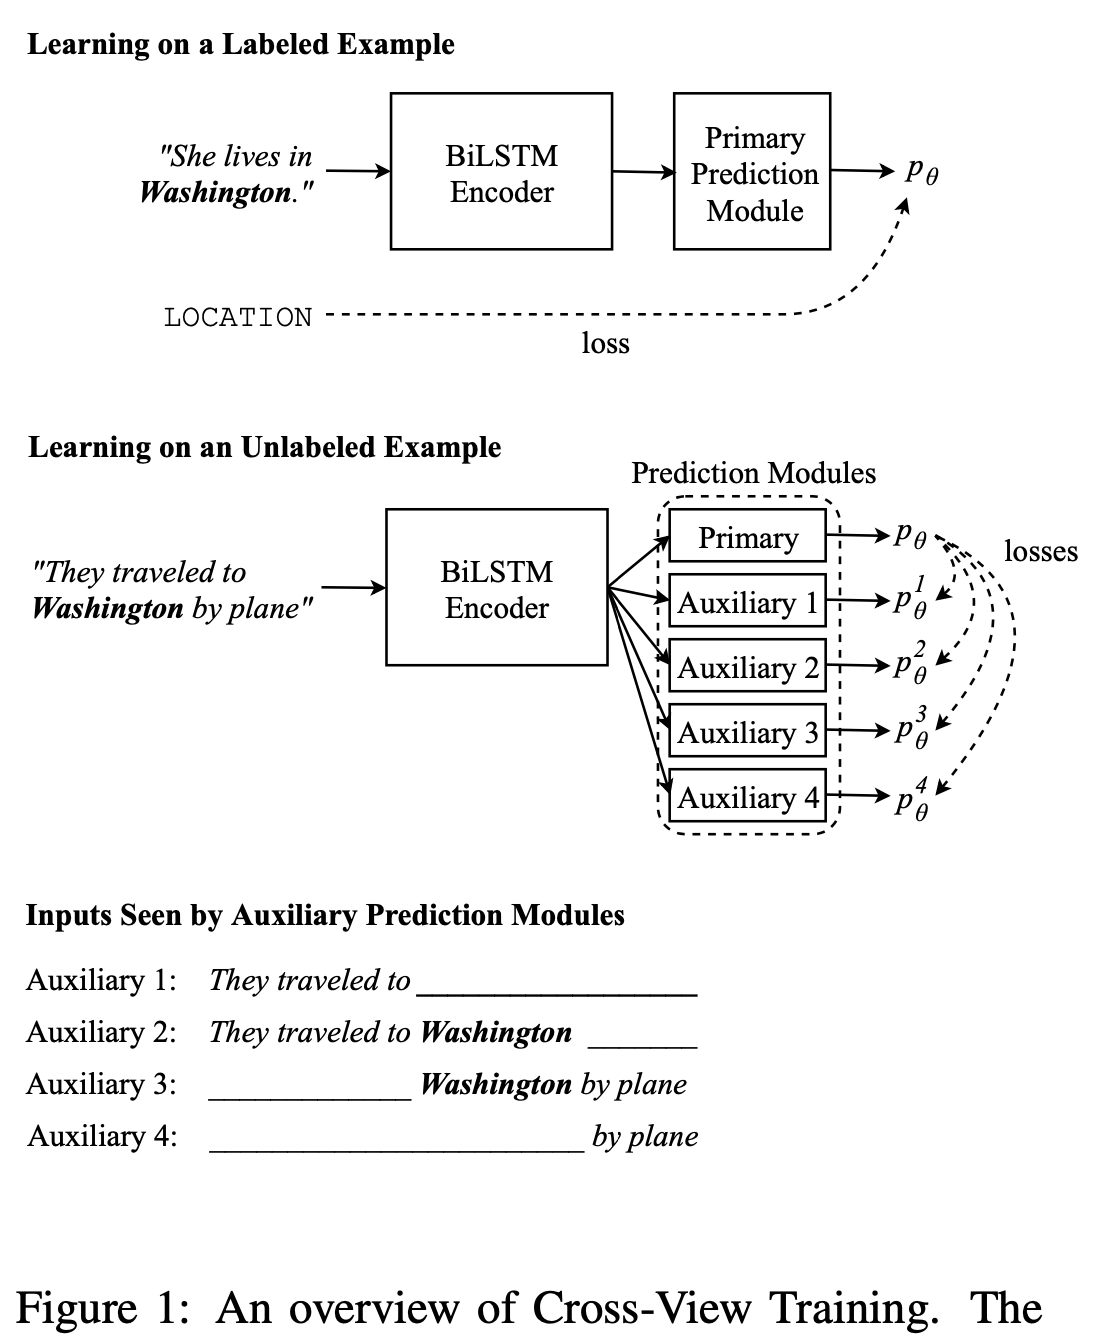 Learning on a Labeled Example
"She lives in
Washington."
BiLSTM
Encoder
Primary
Prediction
Module
pθ
LOCATION
loss
Learning on an Unlabeled Example
Prediction Modules
"They traveled to
Washington by plane"
BiLSTM
Encoder
Primary
Auxiliary 1
Auxiliary 2
Auxiliary 3
Auxiliary 4
pθ
p¹θ
p²θ
p³θ
p⁴θ
losses
Inputs Seen by Auxiliary Prediction Modules
Auxiliary 1: They traveled to __________________
Auxiliary 2: They traveled to Washington _______
Auxiliary 3: _____________ Washington by plane
Auxiliary 4: ________________________ by plane
Figure 1: An overview of Cross-View Training. The